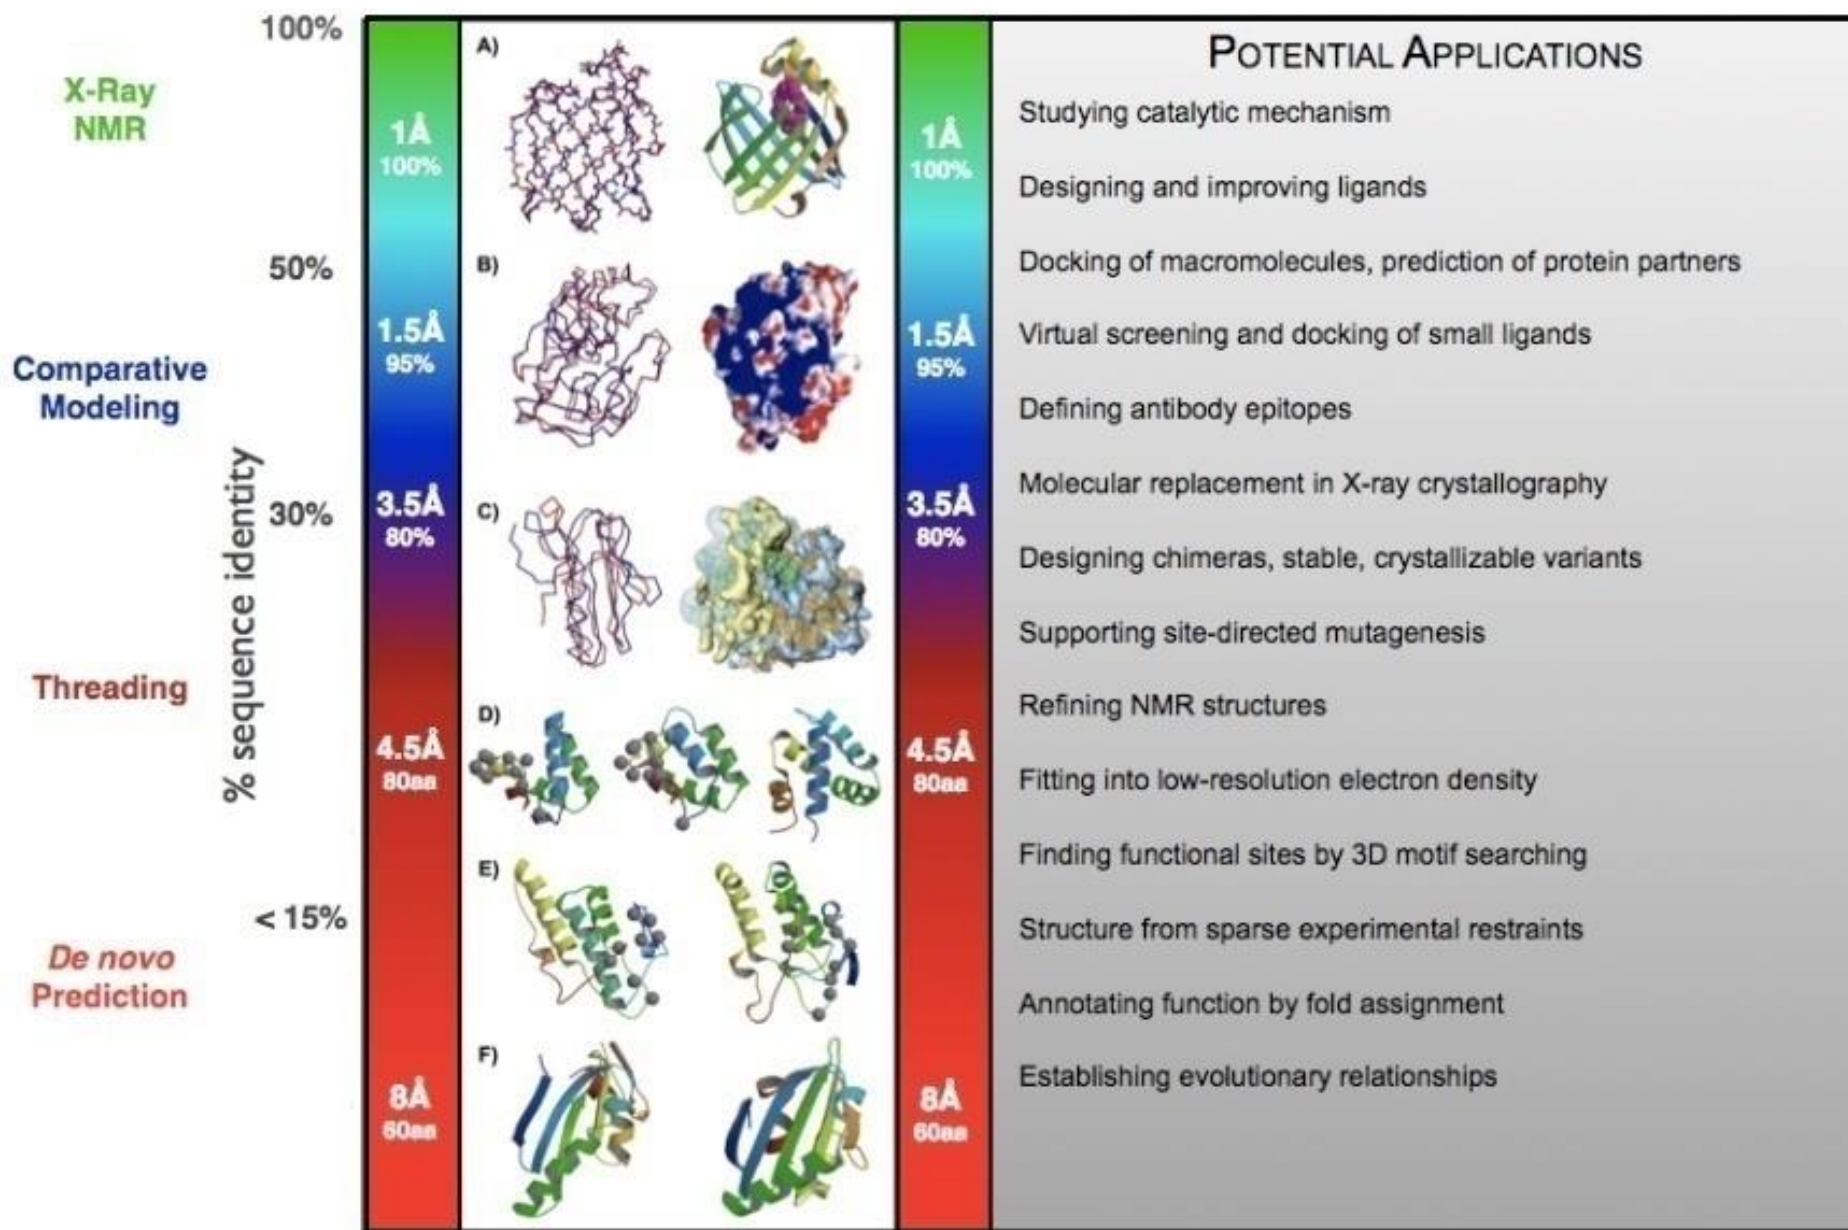 100%
X-Ray
NMR
50%
Comparative
Modeling
% sequence identity
30%
Threading
< 15%
De novo
Prediction
1Å
100%
1.5Å
95%
3.5Å
80%
4.5Å
80aa
8Å
60aa
A)
B)
C)
D)
E)
F)
1Å
100%
1.5Å
95%
3.5Å
80%
4.5Å
80aa
8Å
60aa
POTENTIAL APPLICATIONS
Studying catalytic mechanism
Designing and improving ligands
Docking of macromolecules, prediction of protein partners
Virtual screening and docking of small ligands
Defining antibody epitopes
Molecular replacement in X-ray crystallography
Designing chimeras, stable, crystallizable variants
Supporting site-directed mutagenesis
Refining NMR structures
Fitting into low-resolution electron density
Finding functional sites by 3D motif searching
Structure from sparse experimental restraints
Annotating function by fold assignment
Establishing evolutionary relationships